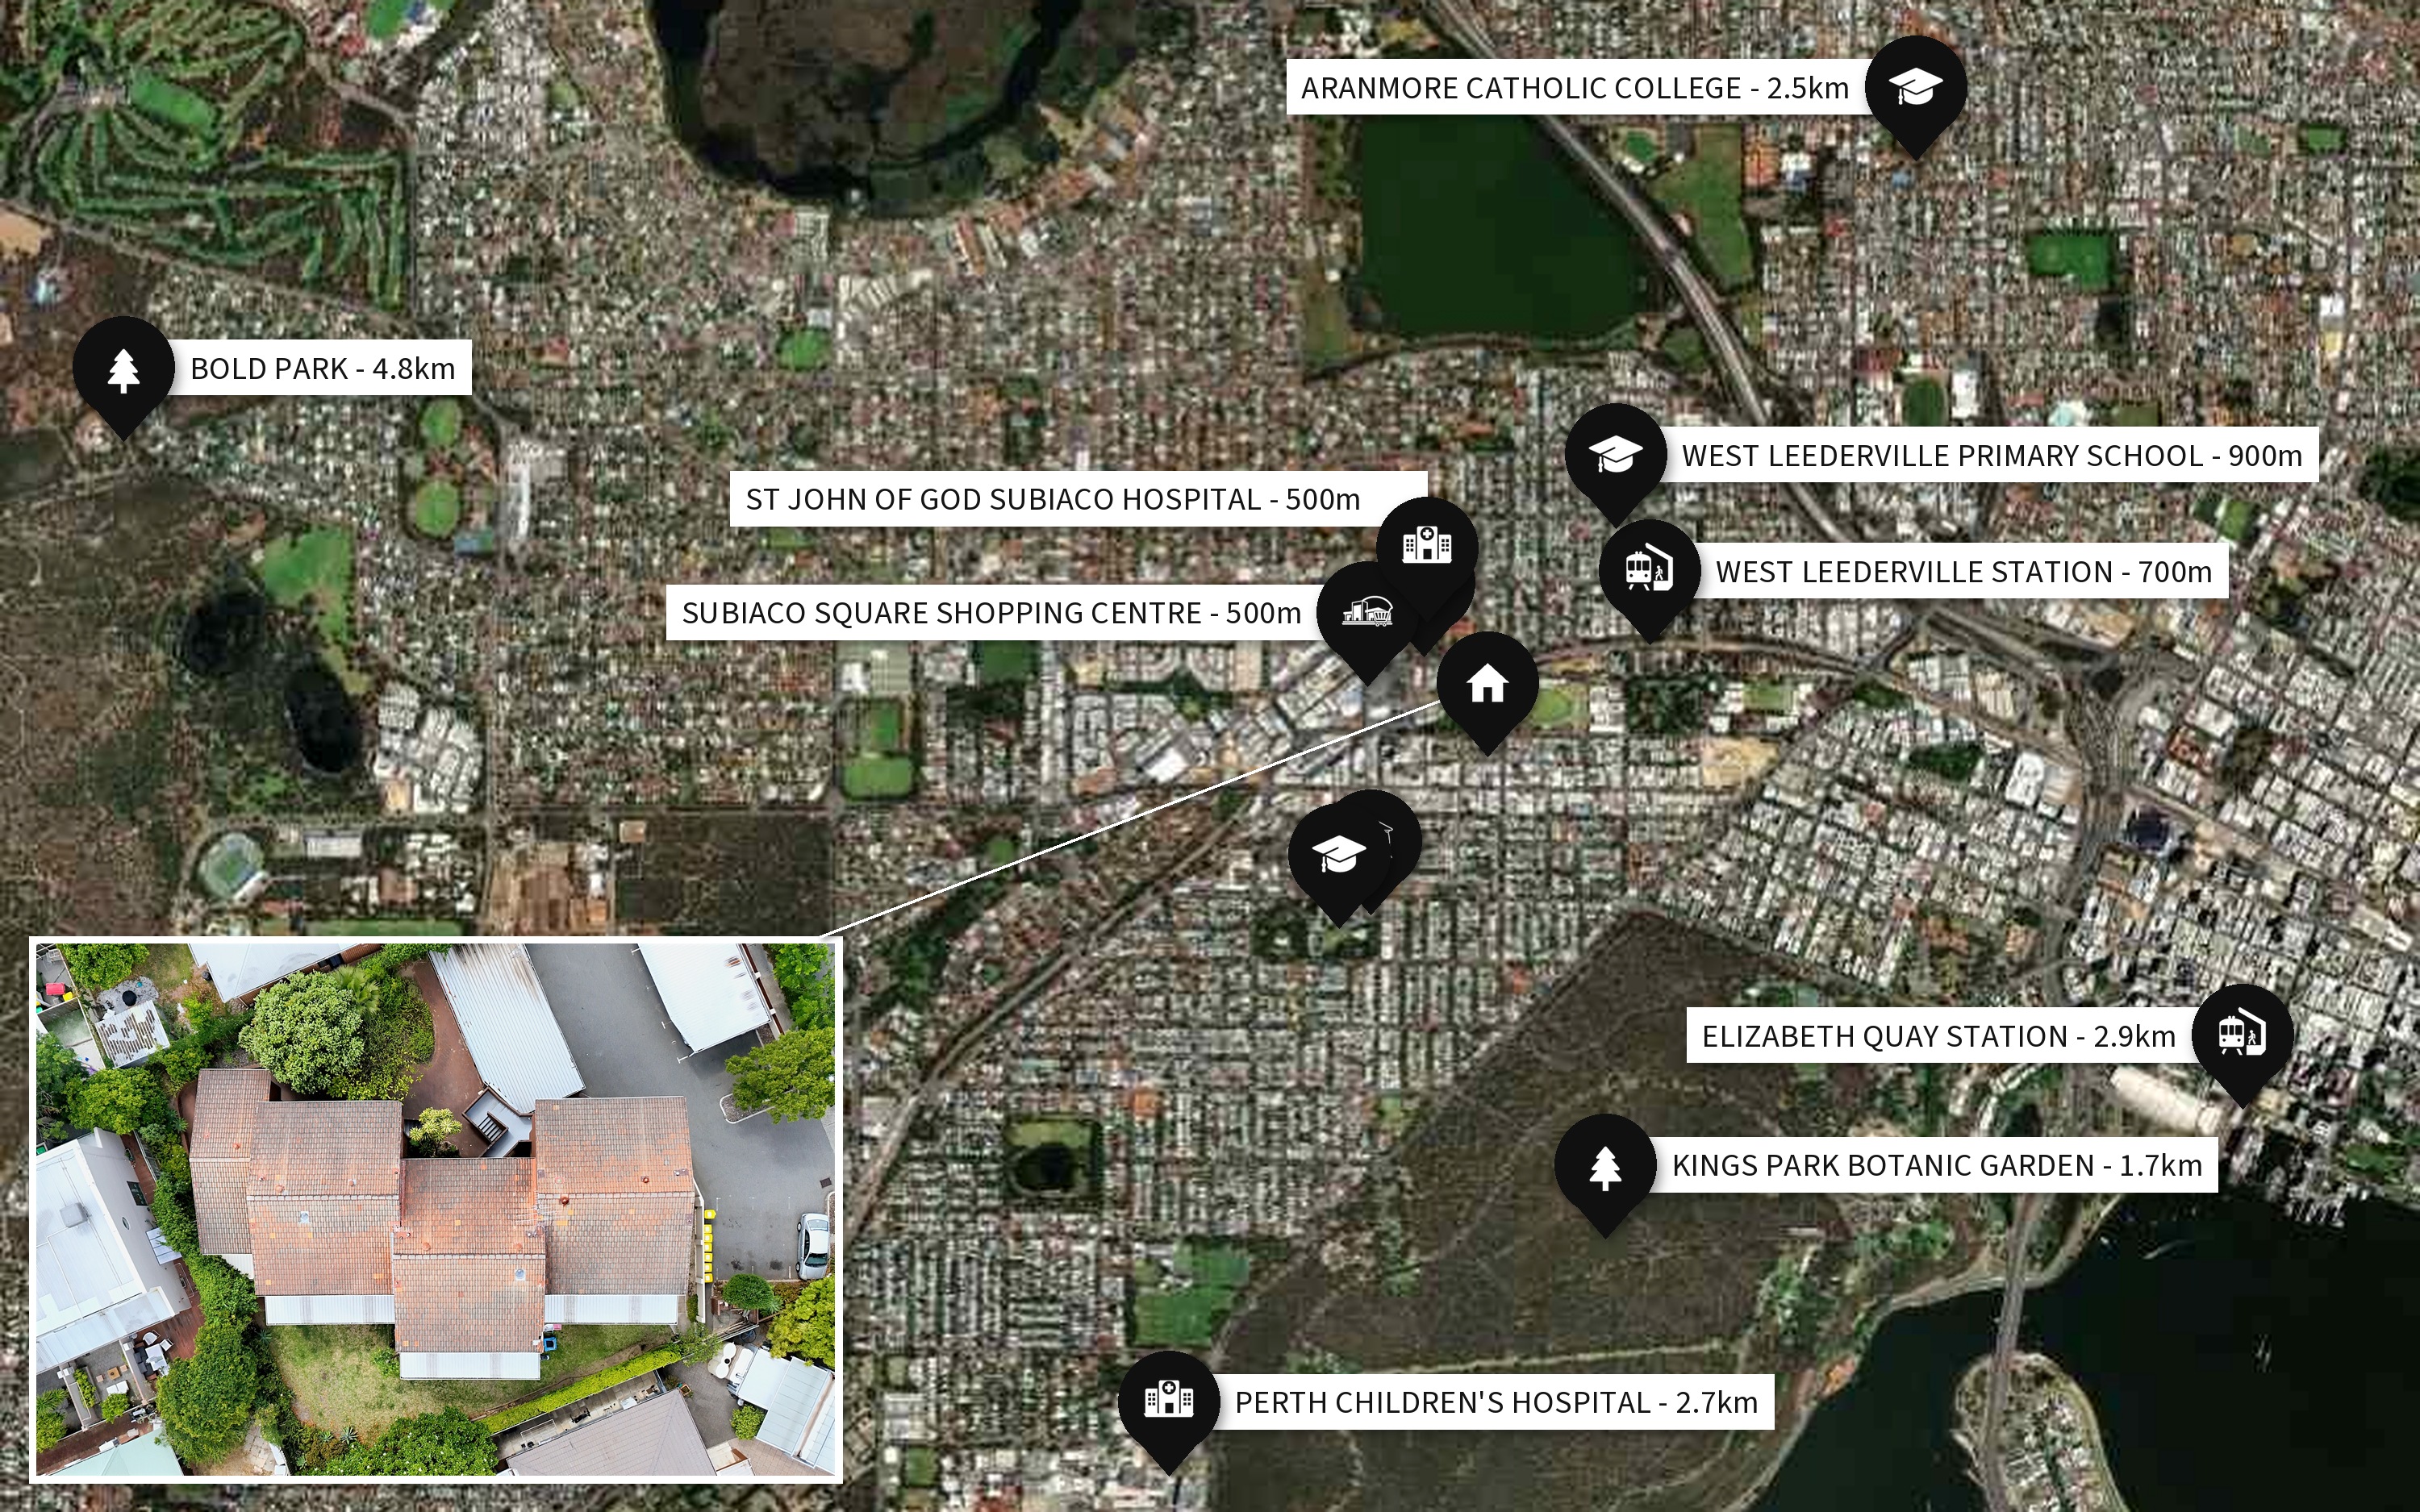 ARANMORE CATHOLIC COLLEGE - 2.5km
BOLD PARK - 4.8km
WEST LEEDERVILLE PRIMARY SCHOOL - 900m
ST JOHN OF GOD SUBIACO HOSPITAL - 500m
WEST LEEDERVILLE STATION - 700m
SUBIACO SQUARE SHOPPING CENTRE - 500m
ELIZABETH QUAY STATION - 2.9km
KINGS PARK BOTANIC GARDEN - 1.7km
PERTH CHILDREN'S HOSPITAL - 2.7km